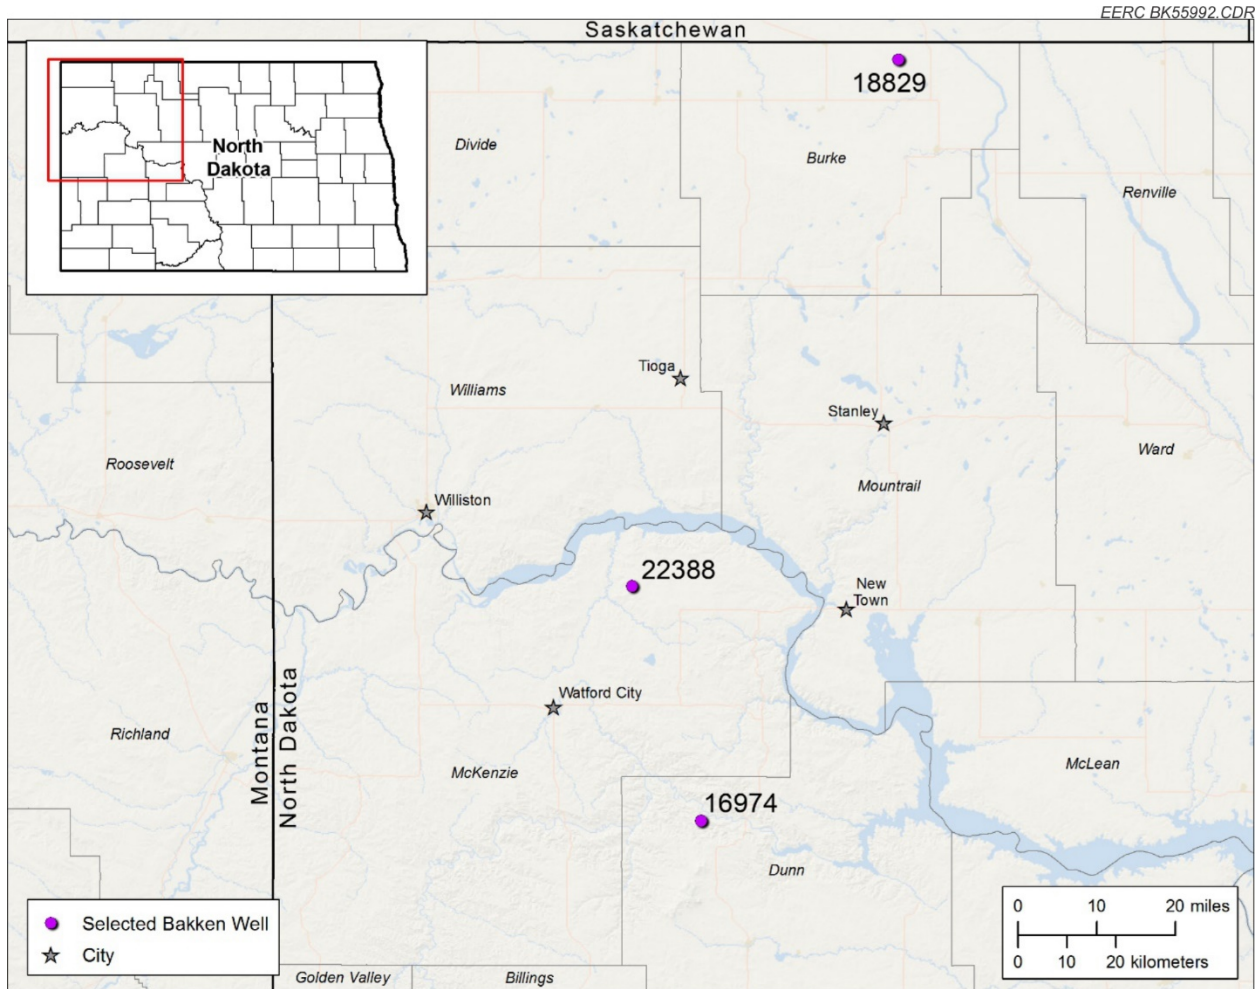 EERC BK55992.CDR
Saskatchewan
18829
North
Dakota
Divide
Burke
Renville
Tioga
Williams
Stanley
Ward
Roosevelt
Mountrail
Williston
22388
New
Town
Watford City
Montana
North Dakota
Richland
McKenzie
McLean
16974
Dunn
Selected Bakken Well
City
0 10 20 miles
0 10 20 kilometers
Golden Valley
Billings